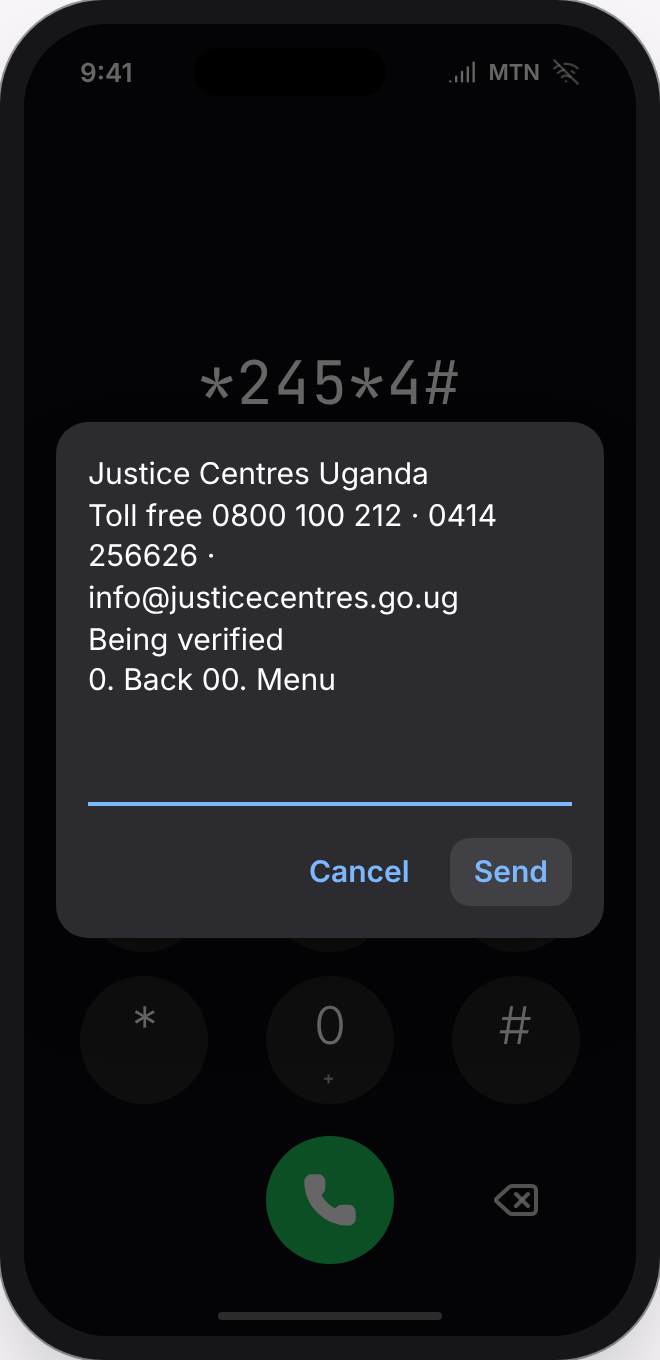 9:41
MTN
*245*4#
Justice Centres Uganda
Toll free 0800 100 212 · 0414
256626 ·
info@justicecentres.go.ug
Being verified
0. Back 00. Menu
Cancel
Send
*
0
#
+